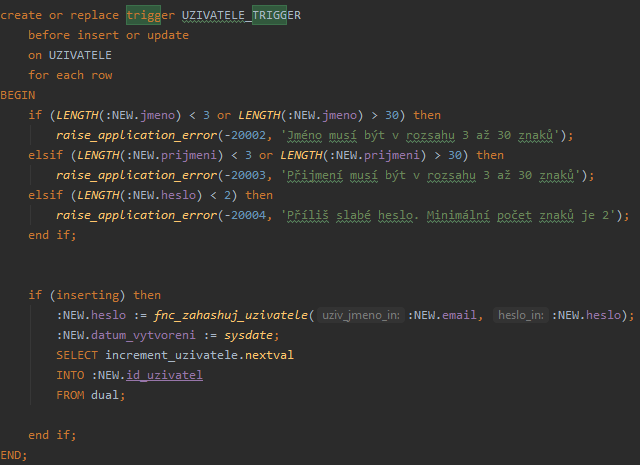 create or replace trigger UZIVATELE_TRIGGER
before insert or update
on UZIVATELE
for each row
BEGIN
if (LENGTH(:NEW.jmeno) < 3 or LENGTH(:NEW.jmeno) > 30) then
raise_application_error(-20002, 'Jméno musí být v rozsahu 3 až 30 znaků');
elsif (LENGTH(:NEW.prijmeni) < 3 or LENGTH(:NEW.prijmeni) > 30) then
raise_application_error(-20003, 'Přijmení musí být v rozsahu 3 až 30 znaků');
elsif (LENGTH(:NEW.heslo) < 2) then
raise_application_error(-20004, 'Příliš slabé heslo. Minimální počet znaků je 2');
end if;
if (inserting) then
:NEW.heslo := fnc_zahashuj_uzivatele( uziv_jmeno_in: :NEW.email, heslo_in: :NEW.heslo);
:NEW.datum_vytvoreni := sysdate;
SELECT increment_uzivatele.nextval
INTO :NEW.id_uzivatel
FROM dual;
end if;
END;